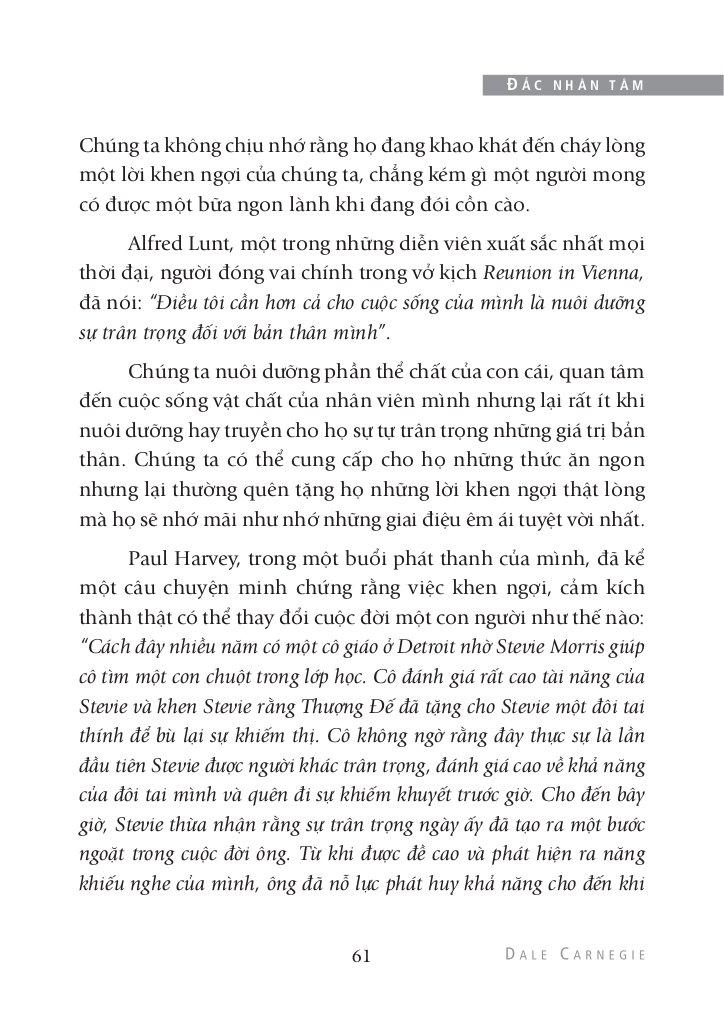 ĐẮC NHÂN TÂM
Chúng ta không chịu nhớ rằng họ đang khao khát đến cháy lòng
một lời khen ngợi của chúng ta, chẳng kém gì một người mong
có được một bữa ngon lành khi đang đói cồn cào.
Alfred Lunt, một trong những diễn viên xuất sắc nhất mọi
thời đại, người đóng vai chính trong vở kịch Reunion in Vienna,
đã nói: “Điều tôi cần hơn cả cho cuộc sống của mình là nuôi dưỡng
sự trân trọng đối với bản thân mình”.
Chúng ta nuôi dưỡng phần thể chất của con cái, quan tâm
đến cuộc sống vật chất của nhân viên mình nhưng lại rất ít khi
nuôi dưỡng hay truyền cho họ sự tự trân trọng những giá trị bản
thân. Chúng ta có thể cung cấp cho họ những thức ăn ngon
nhưng lại thường quên tặng họ những lời khen ngợi thật lòng
mà họ sẽ nhớ mãi như nhớ những giai điệu êm ái tuyệt vời nhất.
Paul Harvey, trong một buổi phát thanh của mình, đã kể
một câu chuyện minh chứng rằng việc khen ngợi, cảm kích
thành thật có thể thay đổi cuộc đời một con người như thế nào:
“Cách đây nhiều năm có một cô giáo ở Detroit nhờ Stevie Morris giúp
cô tìm một con chuột trong lớp học. Cô đánh giá rất cao tài năng của
Stevie và khen Stevie rằng Thượng Đế đã tặng cho Stevie một đôi tai
thính để bù lại sự khiếm thị. Cô không ngờ rằng đây thực sự là lần
đầu tiên Stevie được người khác trân trọng, đánh giá cao về khả năng
của đôi tai mình và quên đi sự khiếm khuyết trước giờ. Cho đến bây
giờ, Stevie thừa nhận rằng sự trân trọng ngày ấy đã tạo ra một bước
ngoặt trong cuộc đời ông. Từ khi được đề cao và phát hiện ra năng
khiếu nghe của mình, ông đã nỗ lực phát huy khả năng cho đến khi
61
DALE CARNEGIE